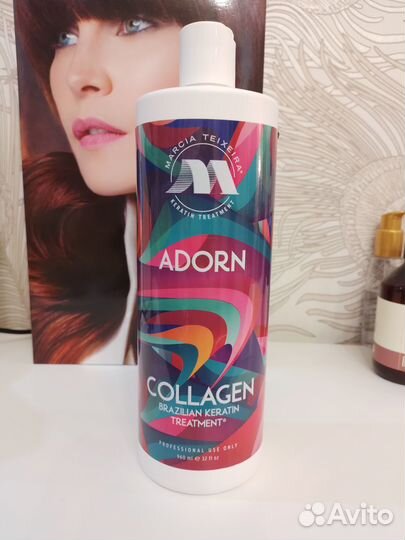 MARCIA TEIXEIRA®
M
KERATIN TREATMENT
ADORN
COLLAGEN
BRAZILIAN KERATIN
TREATMENT®
PROFESSIONAL USE ONLY
960 ml e 32 fl oz
Avito